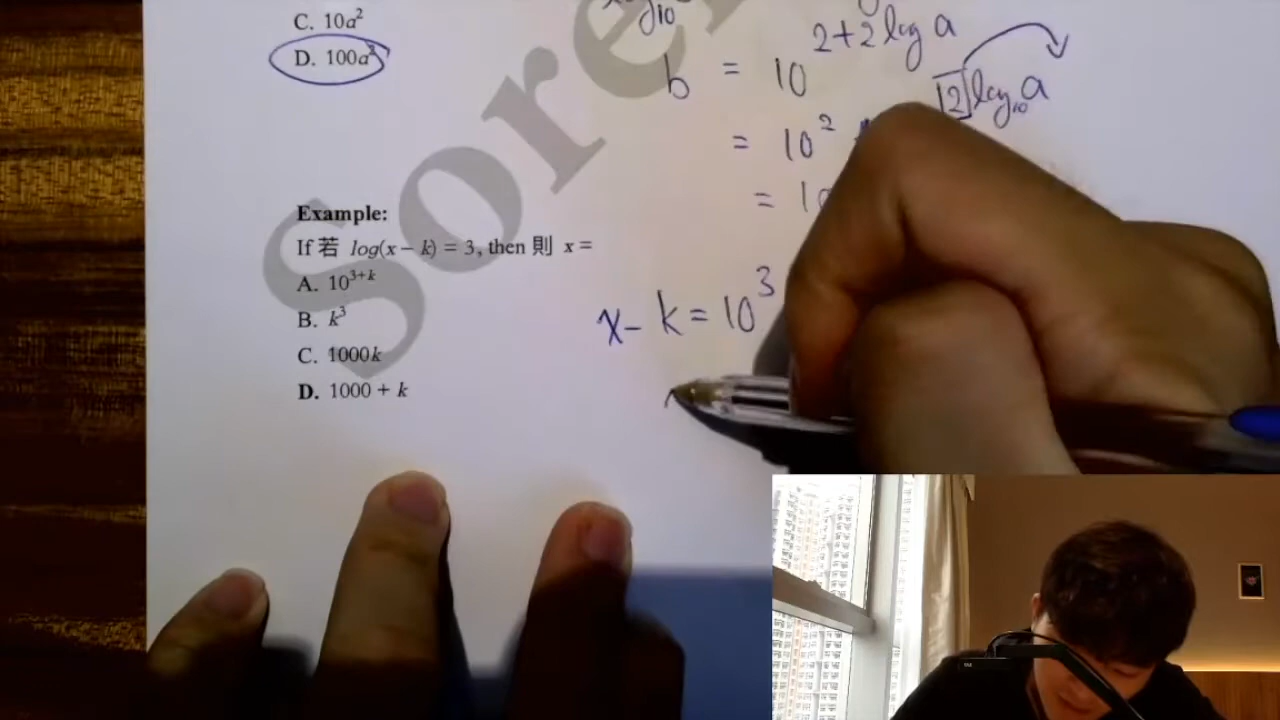 C. 10a²
D. 100a²
2+2 log a
b = 10
2 log₁₀ a
= 10²
Example:
If 若 log(x − k) = 3, then 則 x =
A. 10³⁺ᵏ
B. k³
C. 1000k
D. 1000 + k
x - k = 10³